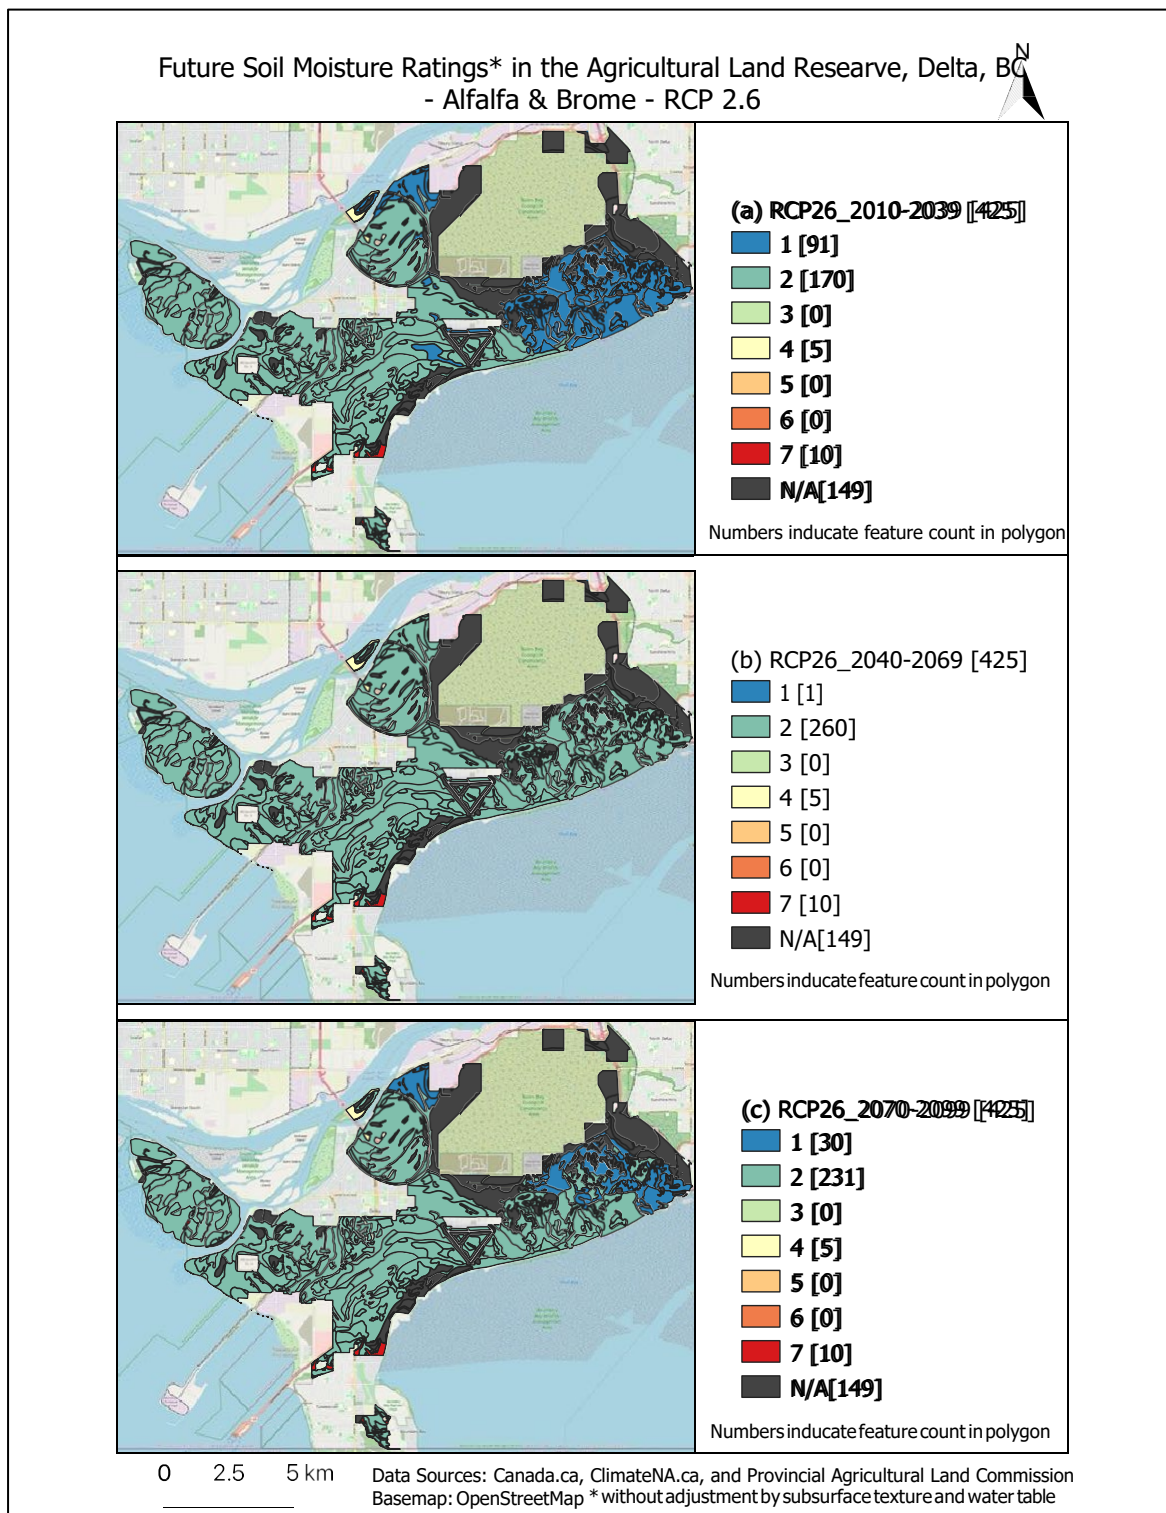 Future Soil Moisture Ratings* in the Agricultural Land Researve, Delta, BC
- Alfalfa & Brome - RCP 2.6
N
(a) RCP26_2010-2039 [425]
1 [91]
2 [170]
3 [0]
4 [5]
5 [0]
6 [0]
7 [10]
N/A[149]
Numbers inducate feature count in polygon
(b) RCP26_2040-2069 [425]
1 [1]
2 [260]
3 [0]
4 [5]
5 [0]
6 [0]
7 [10]
N/A[149]
Numbers inducate feature count in polygon
(c) RCP26_2070-2099 [425]
1 [30]
2 [231]
3 [0]
4 [5]
5 [0]
6 [0]
7 [10]
N/A[149]
Numbers inducate feature count in polygon
0 2.5 5 km
Data Sources: Canada.ca, ClimateNA.ca, and Provincial Agricultural Land Commission
Basemap: OpenStreetMap * without adjustment by subsurface texture and water table